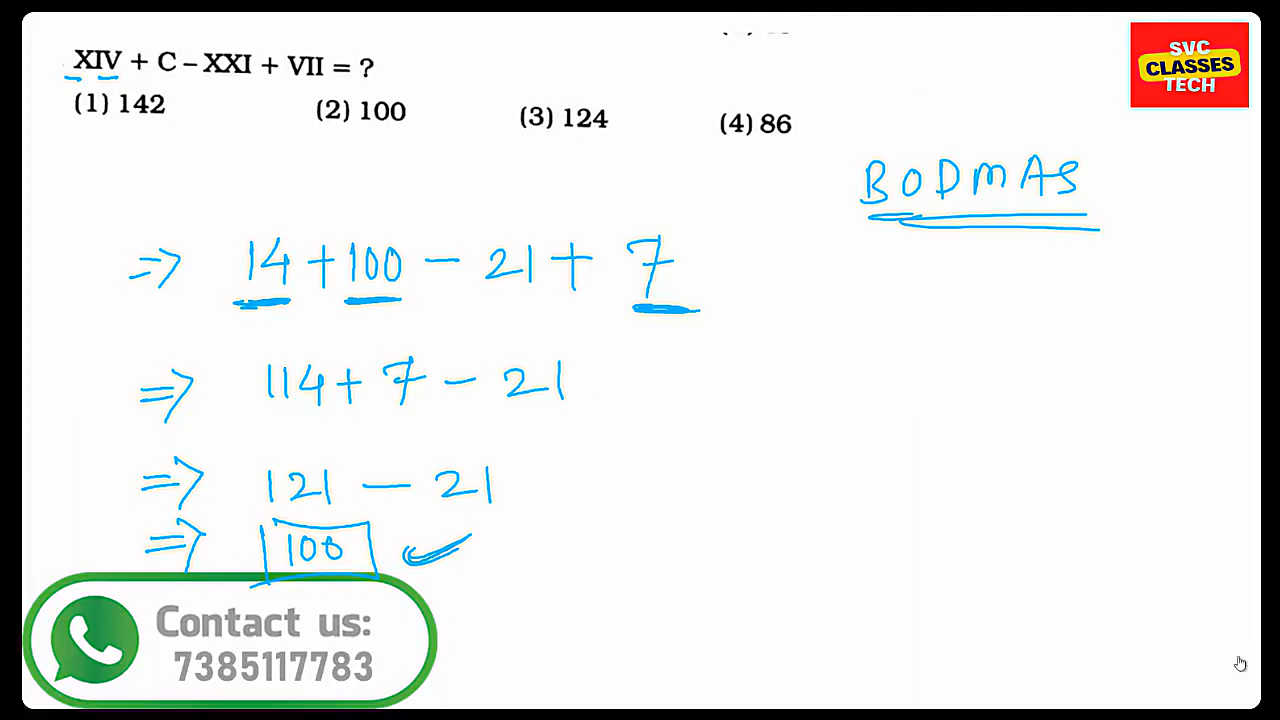 XIV + C – XXI + VII = ?
(1) 142 (2) 100 (3) 124 (4) 86
SVC
CLASSES
TECH
BODMAS
⇒ 14 + 100 – 21 + 7
⇒ 114 + 7 – 21
⇒ 121 – 21
⇒ 100 ✓
Contact us:
7385117783